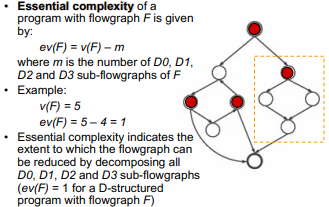 • Essential complexity of a
program with flowgraph F is given
by:
ev(F) = v(F) – m
where m is the number of D0, D1,
D2 and D3 sub-flowgraphs of F
• Example:
v(F) = 5
ev(F) = 5 – 4 = 1
• Essential complexity indicates the
extent to which the flowgraph can
be reduced by decomposing all
D0, D1, D2 and D3 sub-flowgraphs
(ev(F) = 1 for a D-structured
program with flowgraph F)